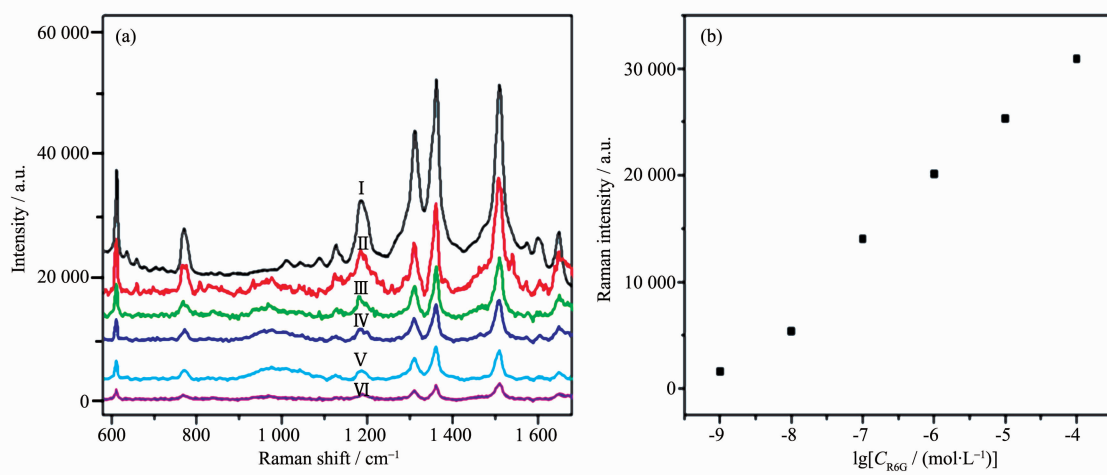 (a)
60 000
40 000
20 000
0
Intensity / a.u.
I
II
III
IV
V
VI
600 800 1 000 1 200 1 400 1 600
Raman shift / cm⁻¹
(b)
30 000
20 000
10 000
0
Raman intensity / a.u.
-9 -8 -7 -6 -5 -4
lg[C_R6G / (mol·L⁻¹)]